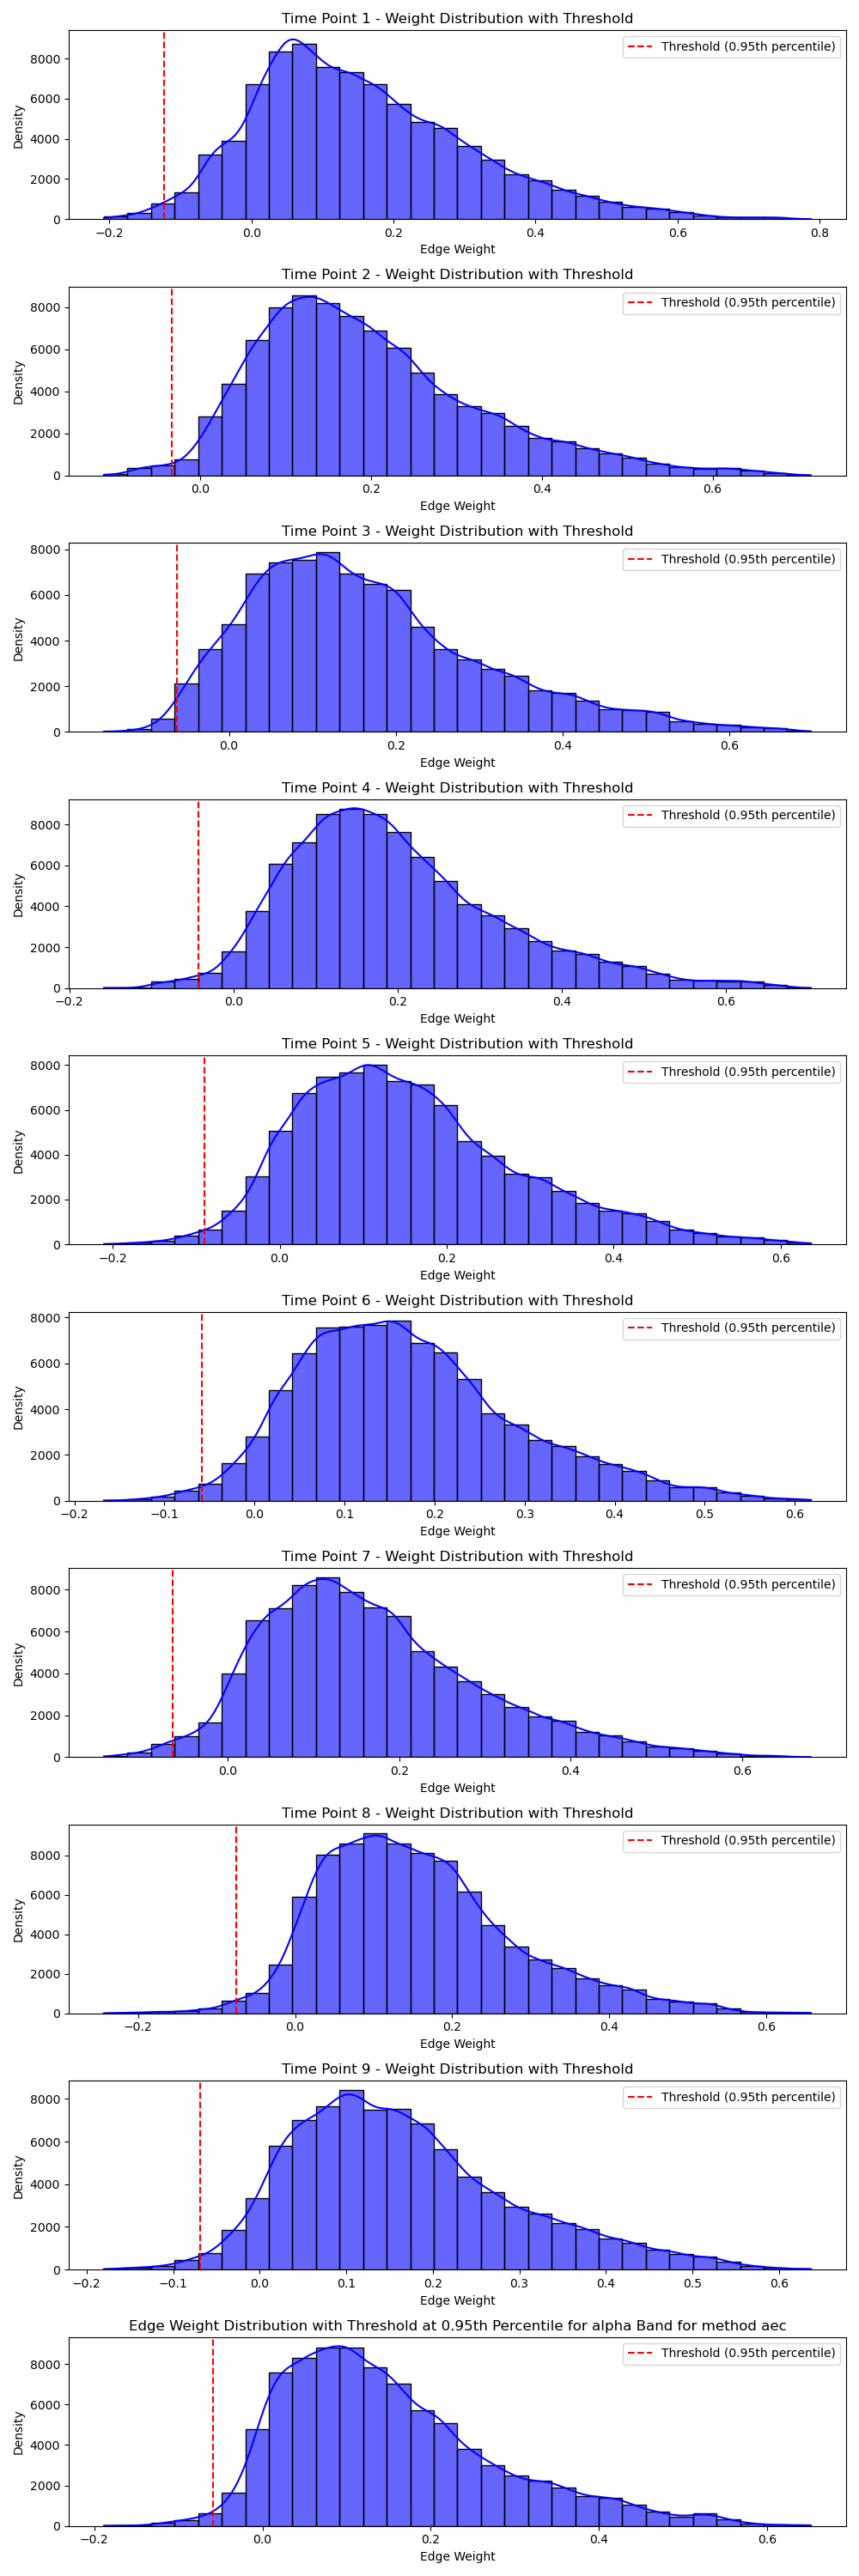 Time Point 1 - Weight Distribution with Threshold
Threshold (0.95th percentile)
Density
8000
6000
4000
2000
0
−0.2 0.0 0.2 0.4 0.6 0.8
Edge Weight
Time Point 2 - Weight Distribution with Threshold
Threshold (0.95th percentile)
Density
8000
6000
4000
2000
0
0.0 0.2 0.4 0.6
Edge Weight
Time Point 3 - Weight Distribution with Threshold
Threshold (0.95th percentile)
Density
8000
6000
4000
2000
0
0.0 0.2 0.4 0.6
Edge Weight
Time Point 4 - Weight Distribution with Threshold
Threshold (0.95th percentile)
Density
8000
6000
4000
2000
0
−0.2 0.0 0.2 0.4 0.6
Edge Weight
Time Point 5 - Weight Distribution with Threshold
Threshold (0.95th percentile)
Density
8000
6000
4000
2000
0
−0.2 0.0 0.2 0.4 0.6
Edge Weight
Time Point 6 - Weight Distribution with Threshold
Threshold (0.95th percentile)
Density
8000
6000
4000
2000
0
−0.2 −0.1 0.0 0.1 0.2 0.3 0.4 0.5 0.6
Edge Weight
Time Point 7 - Weight Distribution with Threshold
Threshold (0.95th percentile)
Density
8000
6000
4000
2000
0
0.0 0.2 0.4 0.6
Edge Weight
Time Point 8 - Weight Distribution with Threshold
Threshold (0.95th percentile)
Density
8000
6000
4000
2000
0
−0.2 0.0 0.2 0.4 0.6
Edge Weight
Time Point 9 - Weight Distribution with Threshold
Threshold (0.95th percentile)
Density
8000
6000
4000
2000
0
−0.2 −0.1 0.0 0.1 0.2 0.3 0.4 0.5 0.6
Edge Weight
Edge Weight Distribution with Threshold at 0.95th Percentile for alpha Band for method aec
Threshold (0.95th percentile)
Density
8000
6000
4000
2000
0
−0.2 0.0 0.2 0.4 0.6
Edge Weight